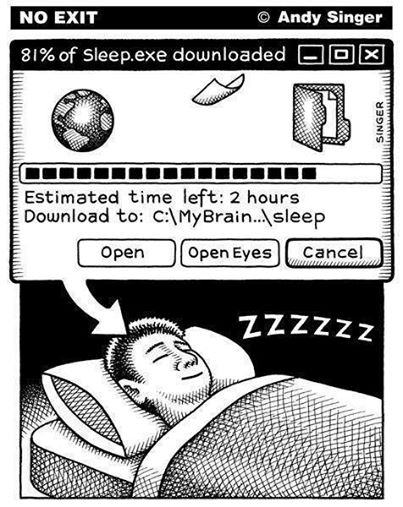 NO EXIT © Andy Singer
81% of Sleep.exe downloaded
SINGER
Estimated time left: 2 hours
Download to: C:\MyBrain...\sleep
Open Open Eyes Cancel
ZZZZZZ